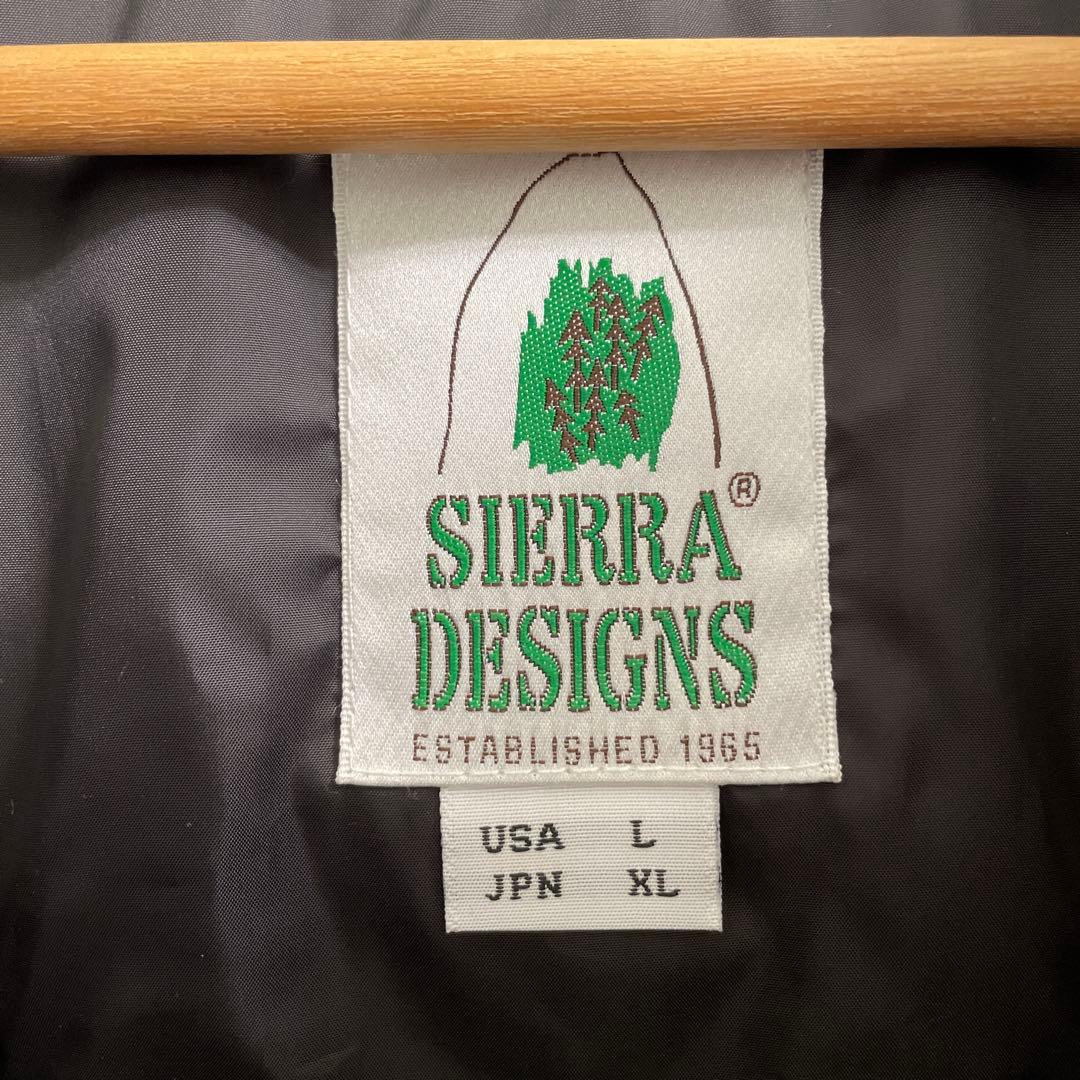 SIERRA®
DESIGNS
ESTABLISHED 1965
USA L
JPN XL